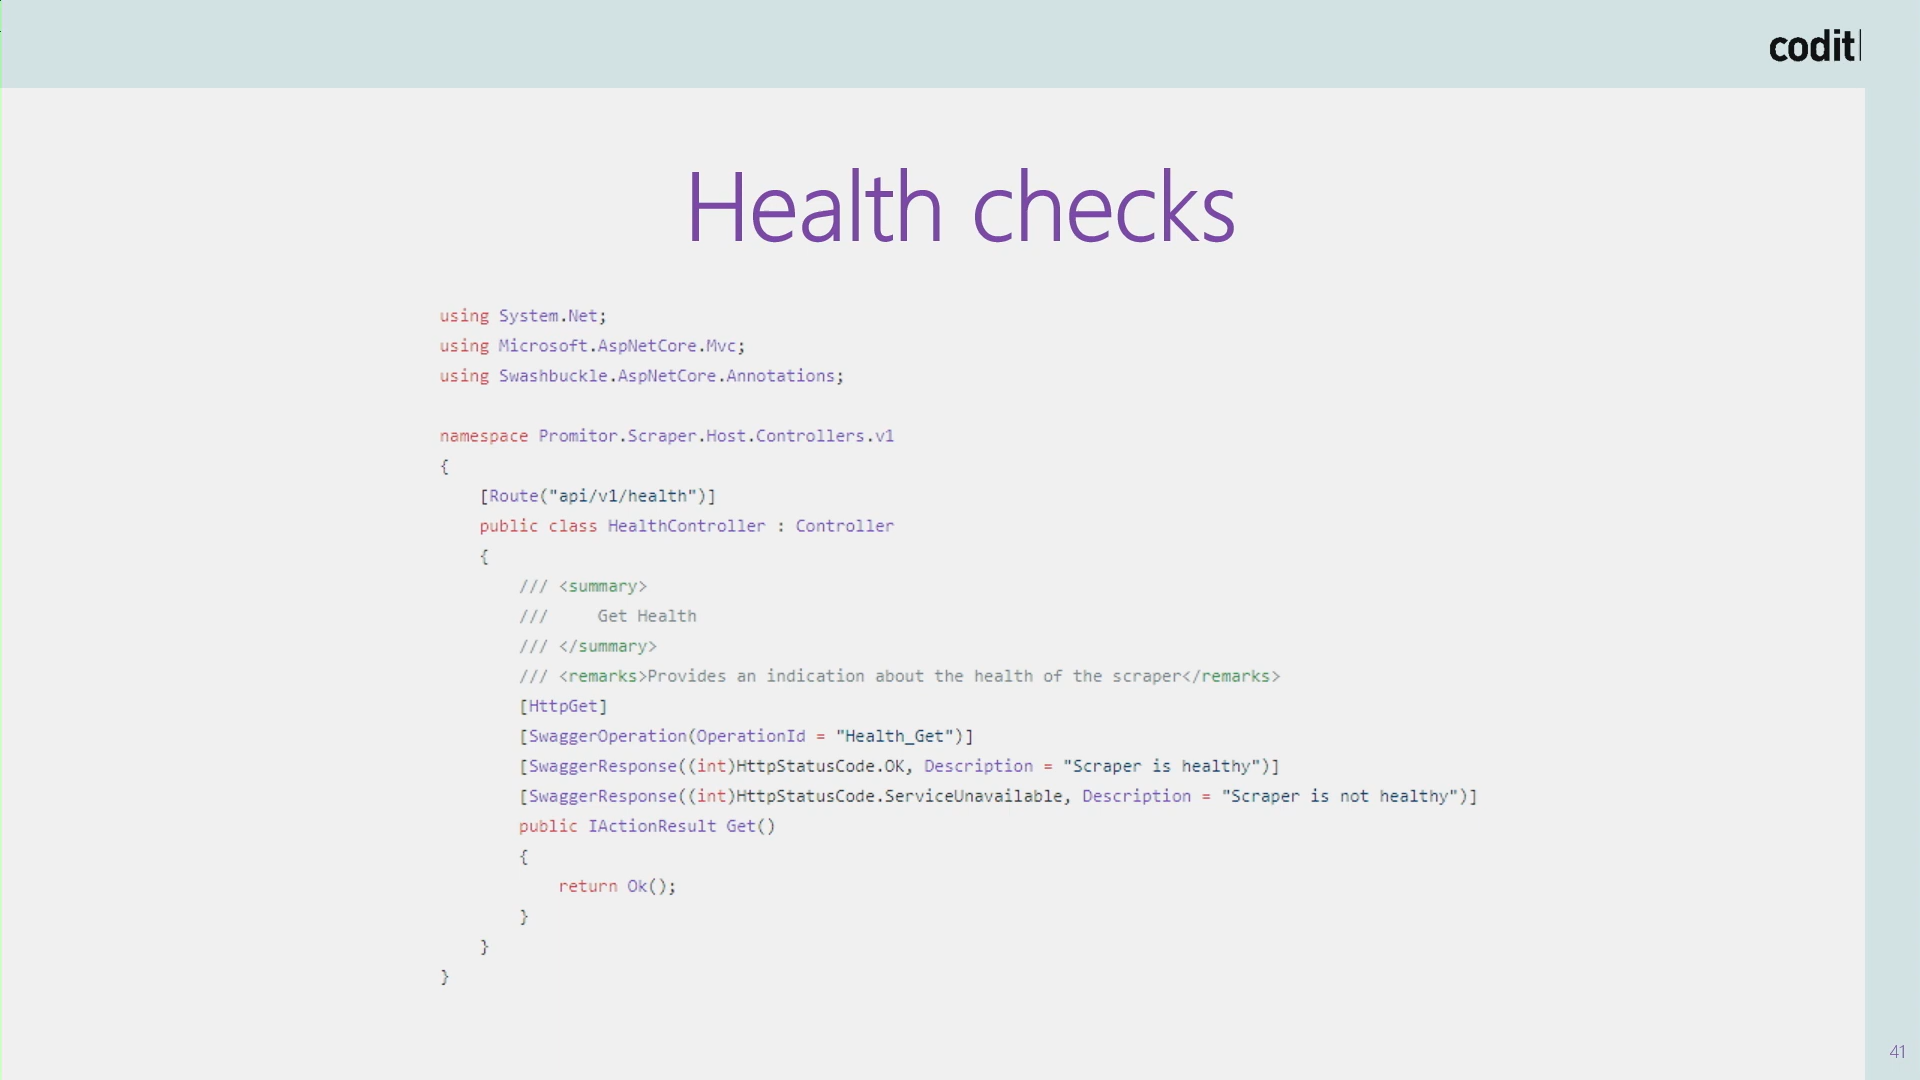 codit
Health checks
using System.Net;
using Microsoft.AspNetCore.Mvc;
using Swashbuckle.AspNetCore.Annotations;
namespace Promitor.Scraper.Host.Controllers.v1
{
[Route("api/v1/health")]
public class HealthController : Controller
{
/// <summary>
///     Get Health
/// </summary>
/// <remarks>Provides an indication about the health of the scraper</remarks>
[HttpGet]
[SwaggerOperation(OperationId = "Health_Get")]
[SwaggerResponse((int)HttpStatusCode.OK, Description = "Scraper is healthy")]
[SwaggerResponse((int)HttpStatusCode.ServiceUnavailable, Description = "Scraper is not healthy")]
public IActionResult Get()
{
return Ok();
}
}
}
41